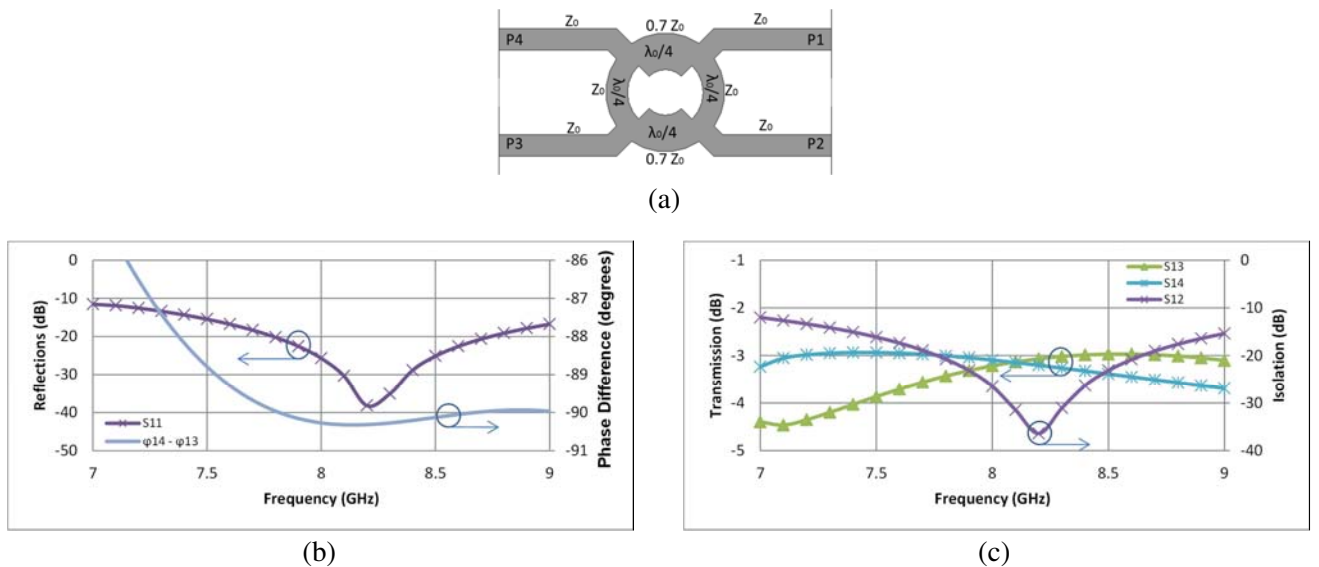 Z₀ 0.7 Z₀ Z₀
P4 λ₀/4 P1
Z₀ λ₀/4 λ₀/4 Z₀
Z₀ λ₀/4 Z₀
P3 P2
0.7 Z₀
(a)
0
-10
-20
-30
-40
-50
Reflections (dB)
-86
-87
-88
-89
-90
-91
Phase Difference (degrees)
S11
φ14 - φ13
7 7.5 8 8.5 9
Frequency (GHz)
(b)
-1
-2
-3
-4
-5
Transmission (dB)
0
-10
-20
-30
-40
Isolation (dB)
S13
S14
S12
7 7.5 8 8.5 9
Frequency (GHz)
(c)